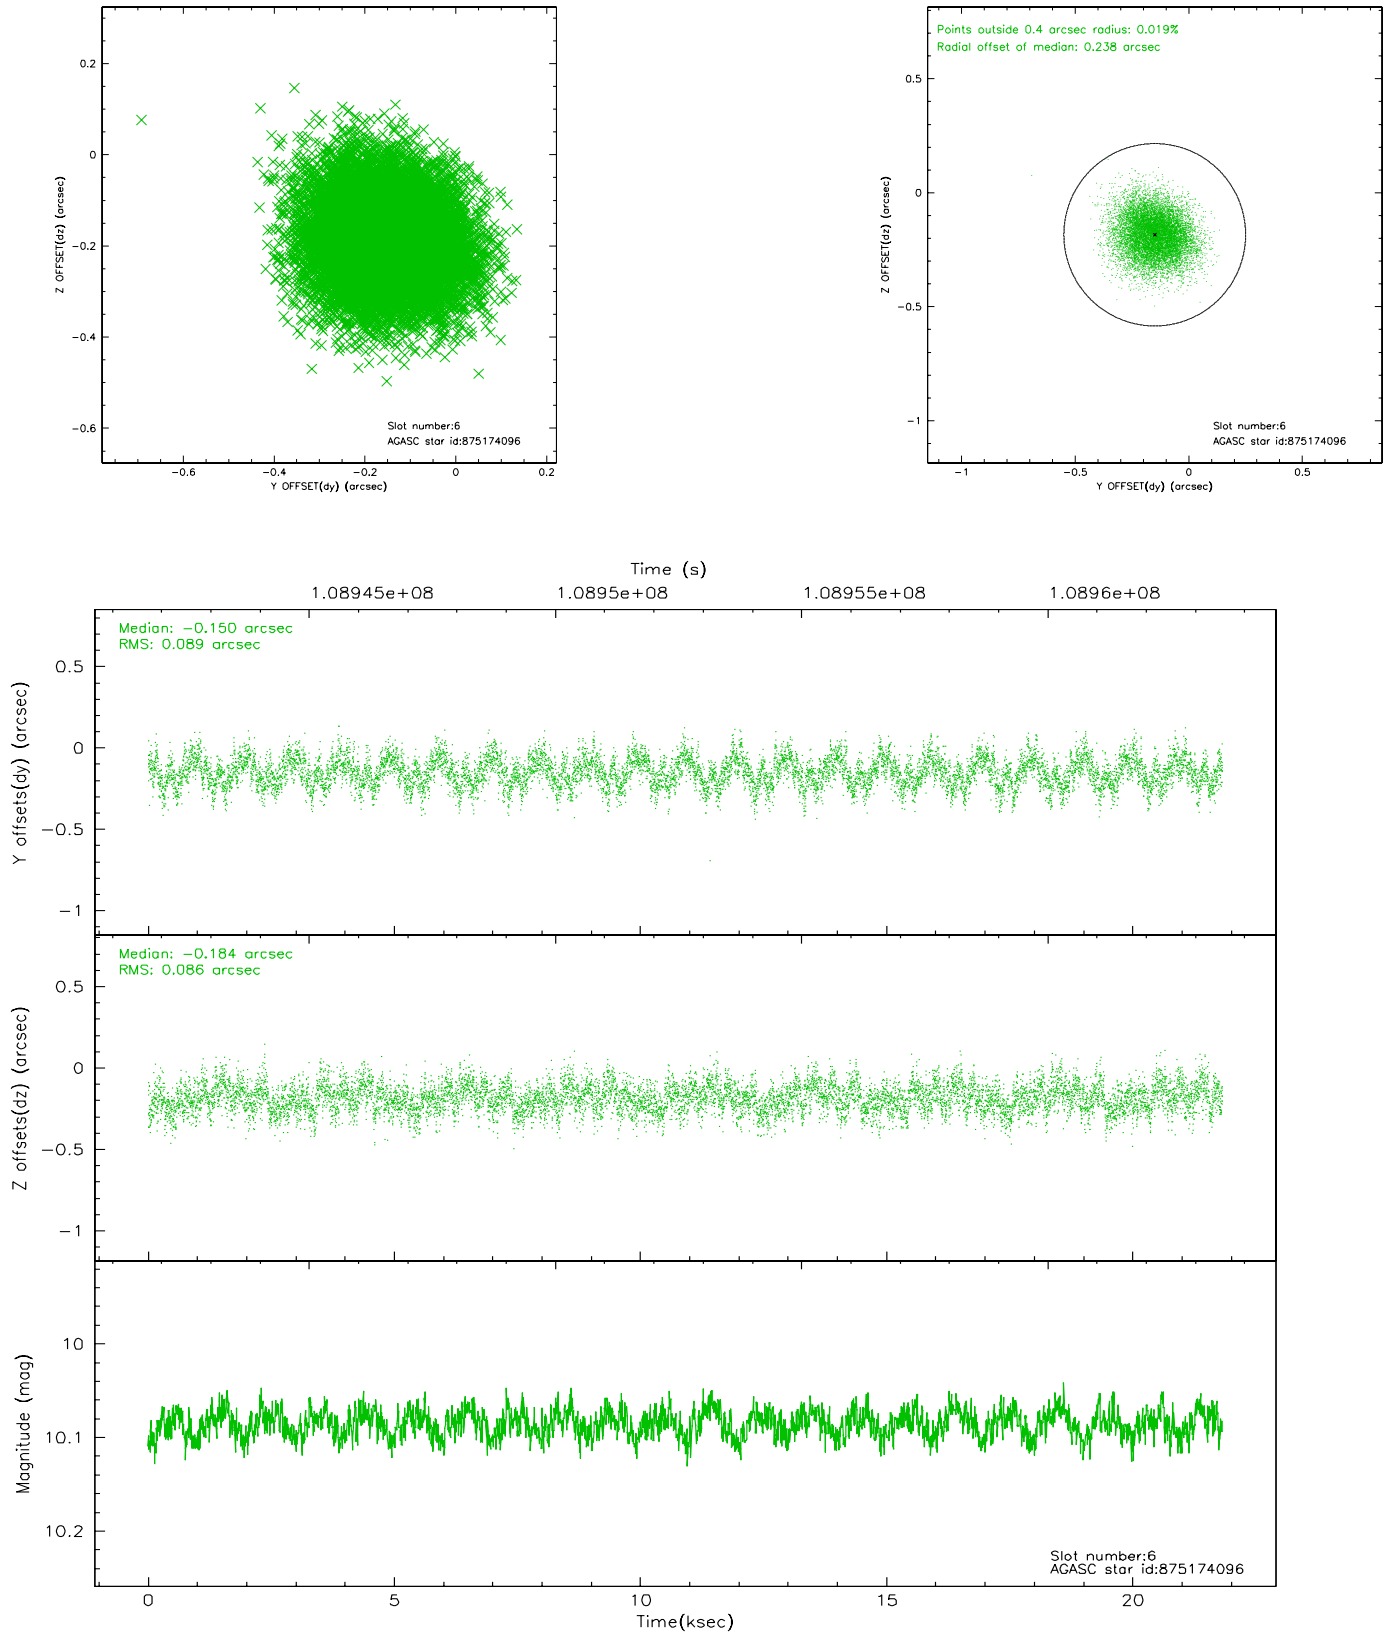 0.2
0
−0.2
−0.4
−0.6
Z OFFSET(dz) (arcsec)
Slot number:6
AGASC star id:875174096
−0.6
−0.4
−0.2
0
0.2
Y OFFSET(dy) (arcsec)
Points outside 0.4 arcsec radius: 0.019%
Radial offset of median: 0.238 arcsec
0.5
0
−0.5
−1
Z OFFSET(dz) (arcsec)
Slot number:6
AGASC star id:875174096
−1
−0.5
0
0.5
Y OFFSET(dy) (arcsec)
Time (s)
1.08945e+08
1.0895e+08
1.08955e+08
1.0896e+08
Median: −0.150 arcsec
RMS: 0.089 arcsec
0.5
0
−0.5
−1
Y offsets(dy) (arcsec)
Median: −0.184 arcsec
RMS: 0.086 arcsec
0.5
0
−0.5
−1
Z offsets(dz) (arcsec)
10
10.1
10.2
Magnitude (mag)
Slot number:6
AGASC star id:875174096
0
5
10
15
20
Time(ksec)